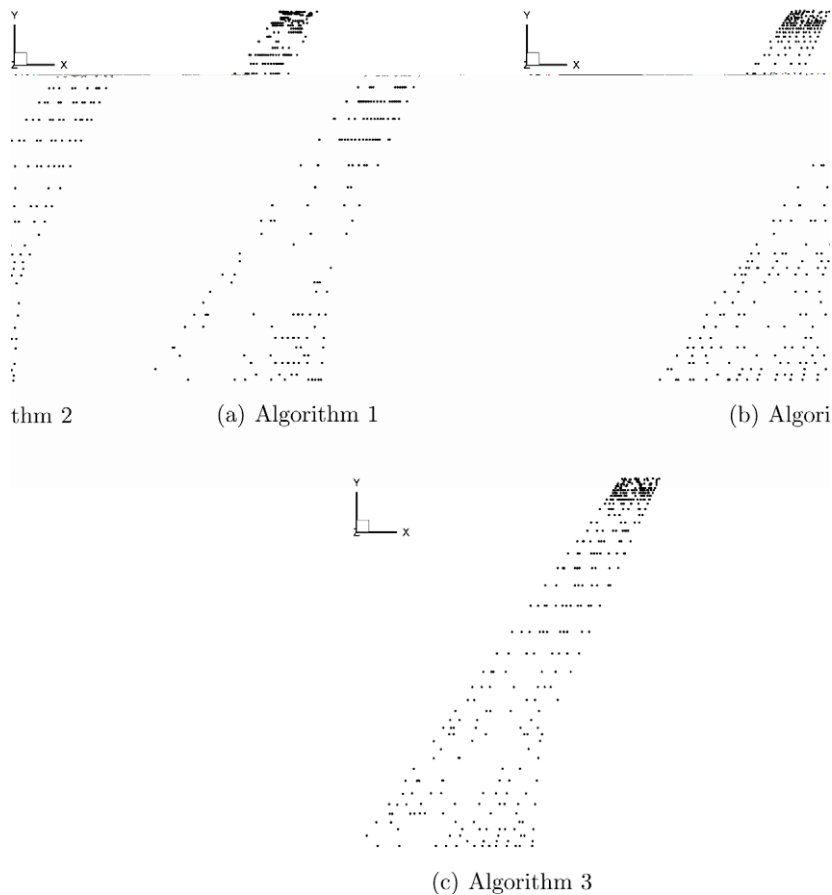 Y
Z X
Y
Z X
thm 2
(a) Algorithm 1
(b) Algori
Y
Z X
(c) Algorithm 3